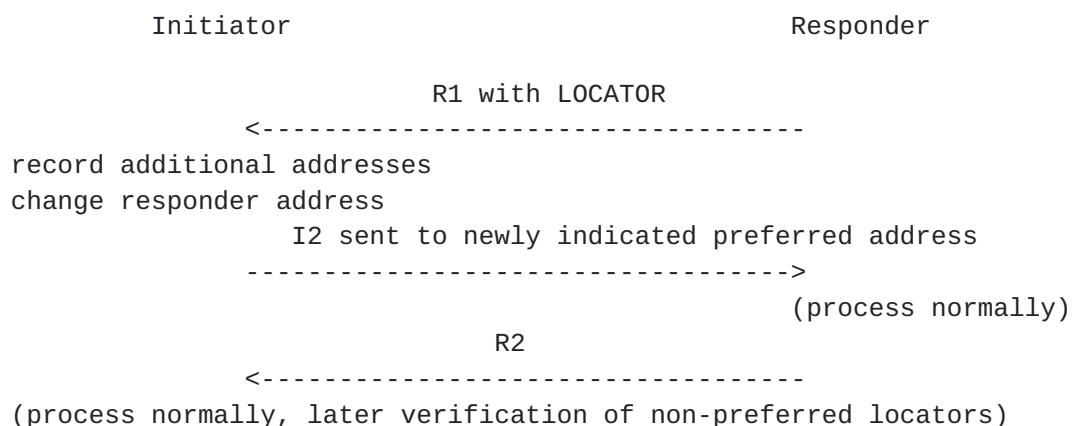 Initiator                                Responder
R1 with LOCATOR
<-----------------------------------
record additional addresses
change responder address
I2 sent to newly indicated preferred address
----------------------------------->
(process normally)
R2
<-----------------------------------
(process normally, later verification of non-preferred locators)